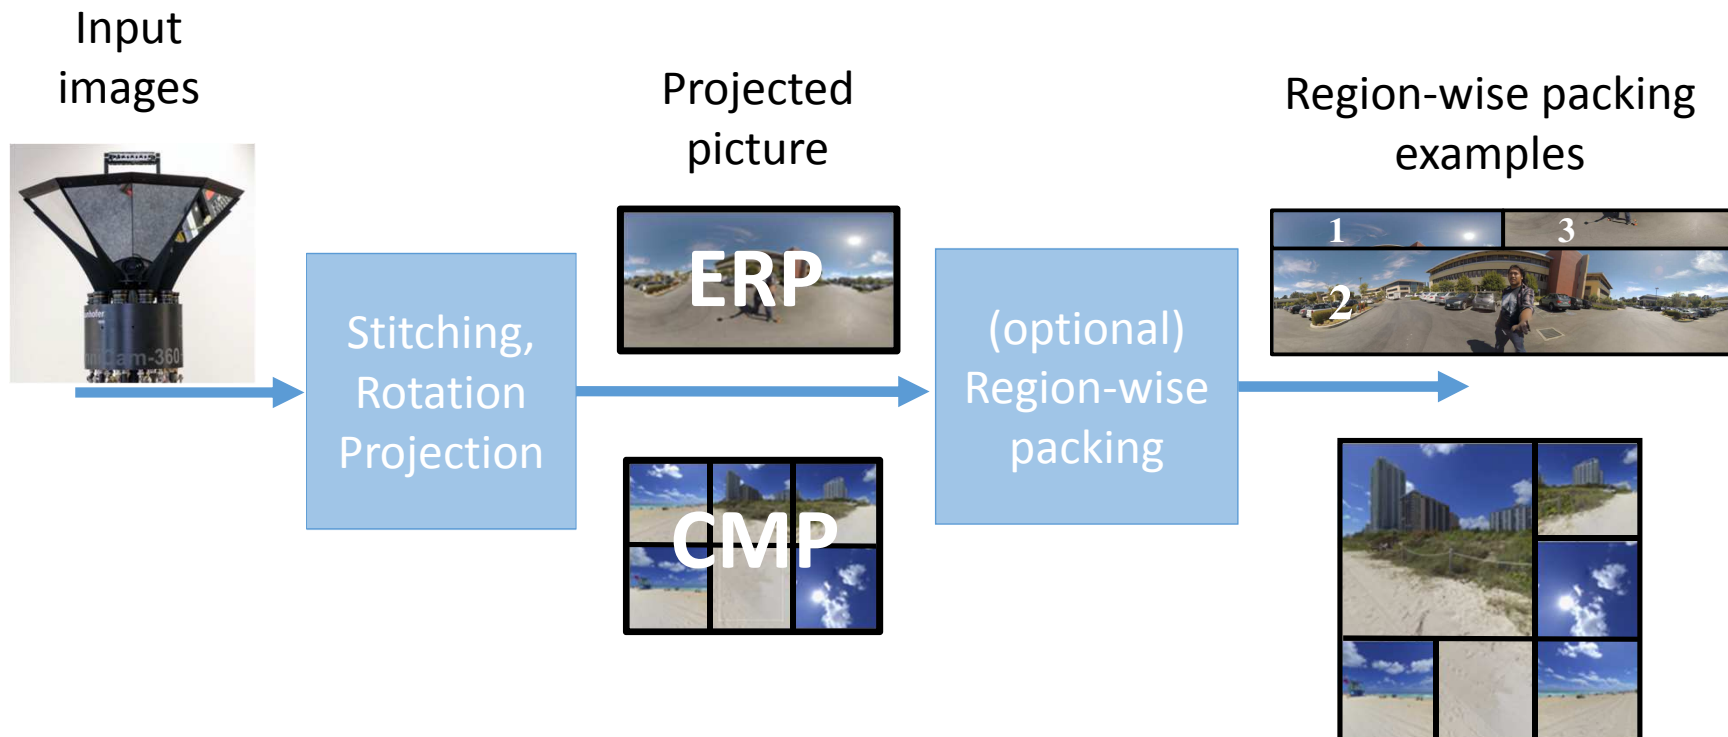 Input
images
Projected
picture
Region-wise packing
examples
Stitching,
Rotation
Projection
ERP
CMP
(optional)
Region-wise
packing
1
3
2